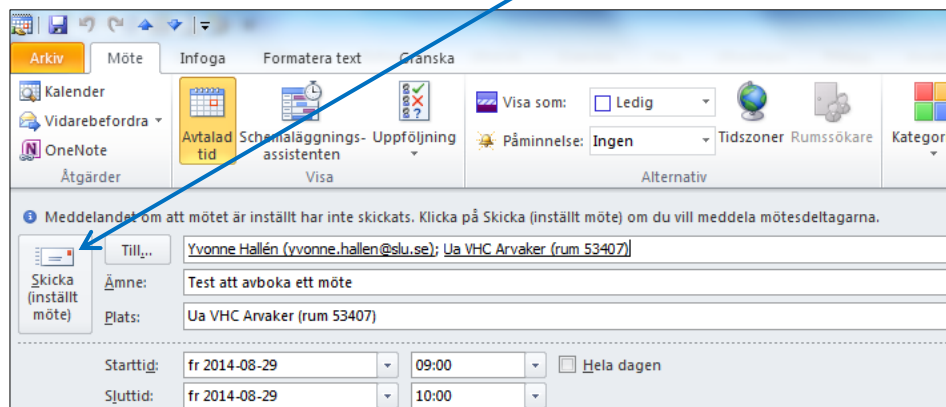 Arkiv Möte Infoga Formatera text Granska
Kalender
Vidarebefordra
OneNote
Åtgärder
Avtalad tid
Schemaläggnings-
assistenten
Uppföljning
Visa
Visa som: Ledig
Påminnelse: Ingen
Tidszoner Rumssökare
Alternativ
Kategor
Meddelandet om att mötet är inställt har inte skickats. Klicka på Skicka (inställt möte) om du vill meddela mötesdeltagarna.
Skicka
(inställt
möte)
Till... Yvonne Hallén (yvonne.hallen@slu.se); Ua VHC Arvaker (rum 53407)
Ämne: Test att avboka ett möte
Plats: Ua VHC Arvaker (rum 53407)
Starttid: fr 2014-08-29 09:00 Hela dagen
Sluttid: fr 2014-08-29 10:00